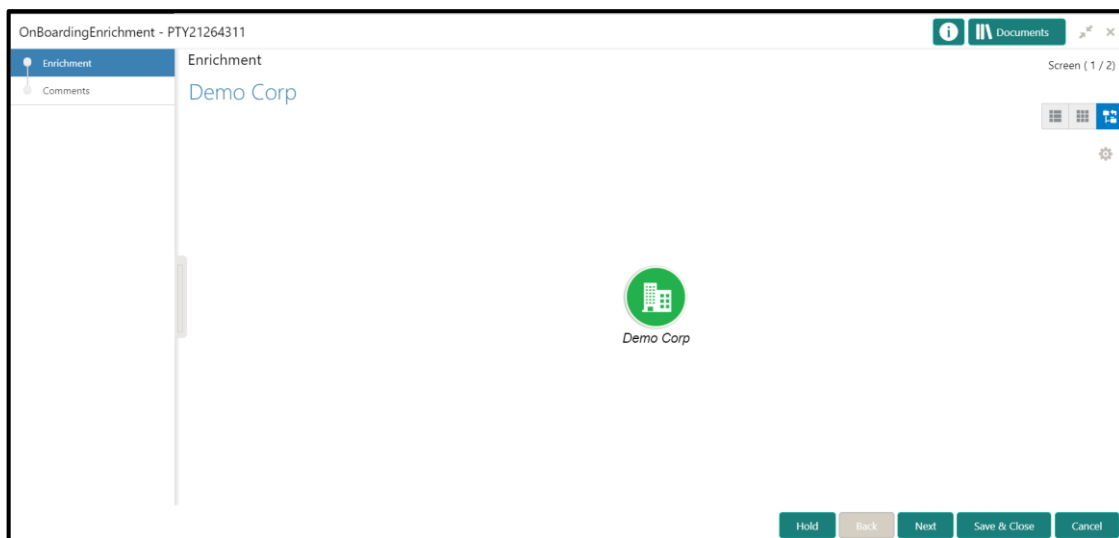 OnBoardingEnrichment - PTY21264311
i Documents
Enrichment
Comments
Enrichment
Screen ( 1 / 2)
Demo Corp
Demo Corp
Hold Back Next Save & Close Cancel